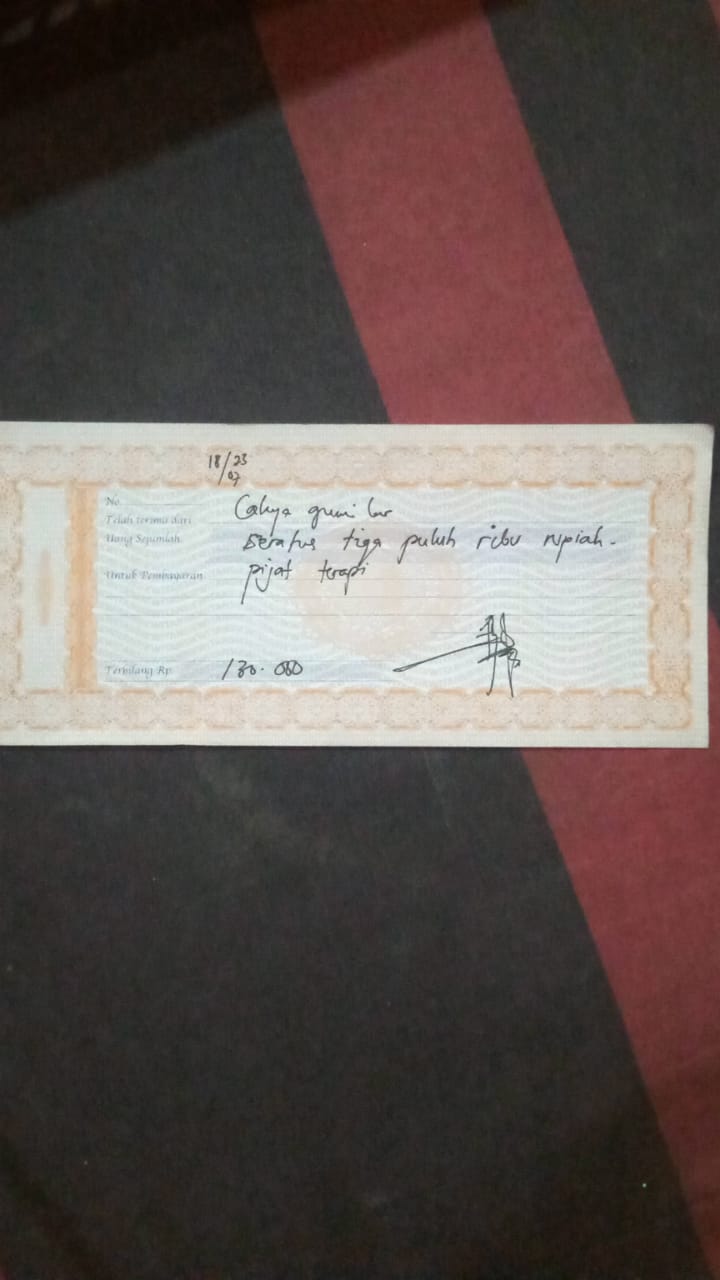 18/23
07
No.
Telah terima dari Cahya gumilar
Uang Sejumlah seratus tiga puluh ribu rupiah.
Untuk Pembayaran pijat terapi
Terbilang Rp. 130.000